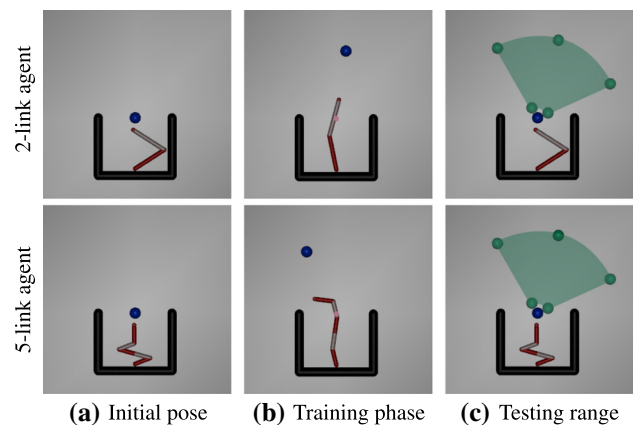 2-link agent
5-link agent
(a) Initial pose
(b) Training phase
(c) Testing range